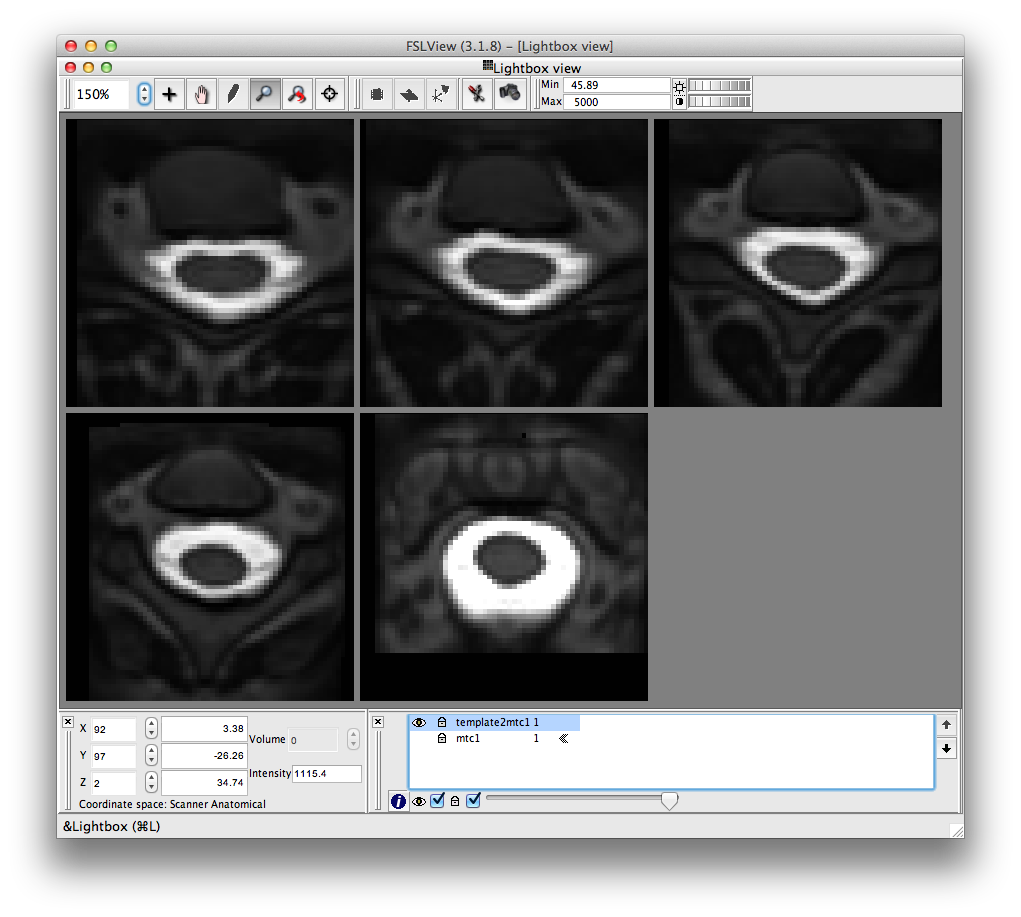 FSLView (3.1.8) – [Lightbox view]
Lightbox view
150%
Min 45.89
Max 5000
X 92 3.38
Y 97 -26.26
Z 2 34.74
Volume 0
Intensity 1115.4
Coordinate space: Scanner Anatomical
template2mtc1 1
mtc1 1
&Lightbox (⌘L)